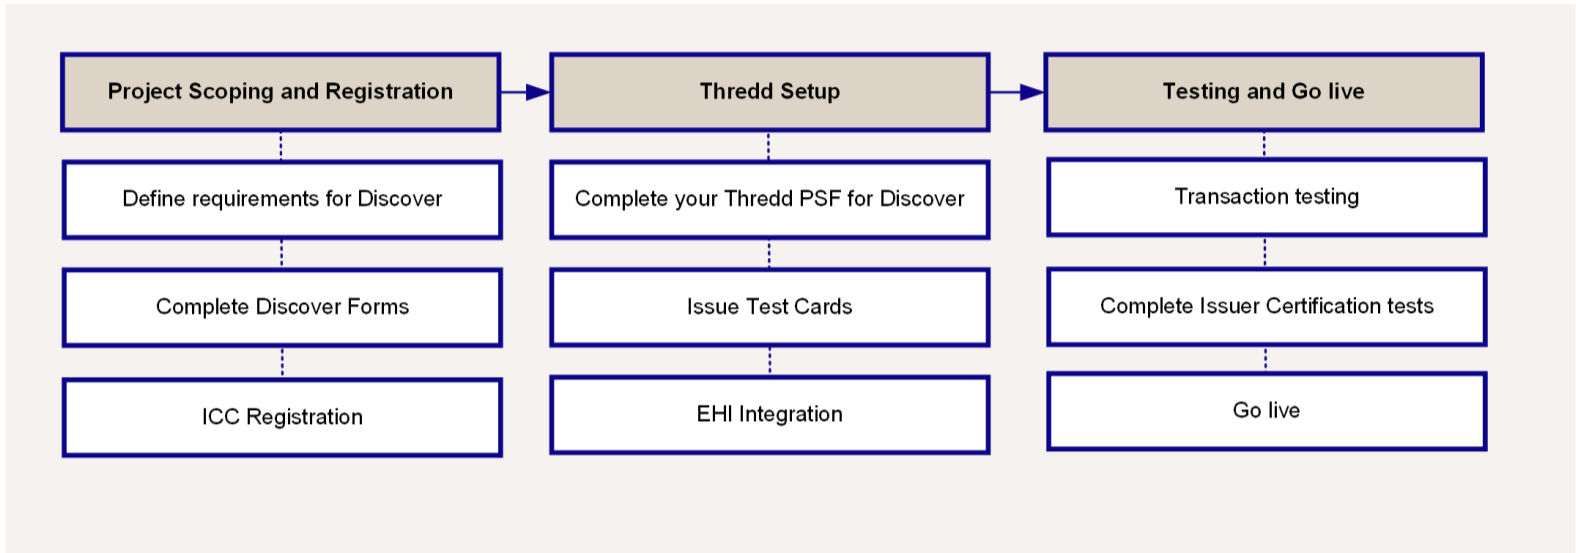 Project Scoping and Registration
Thredd Setup
Testing and Go live
Define requirements for Discover
Complete your Thredd PSF for Discover
Transaction testing
Complete Discover Forms
Issue Test Cards
Complete Issuer Certification tests
ICC Registration
EHI Integration
Go live